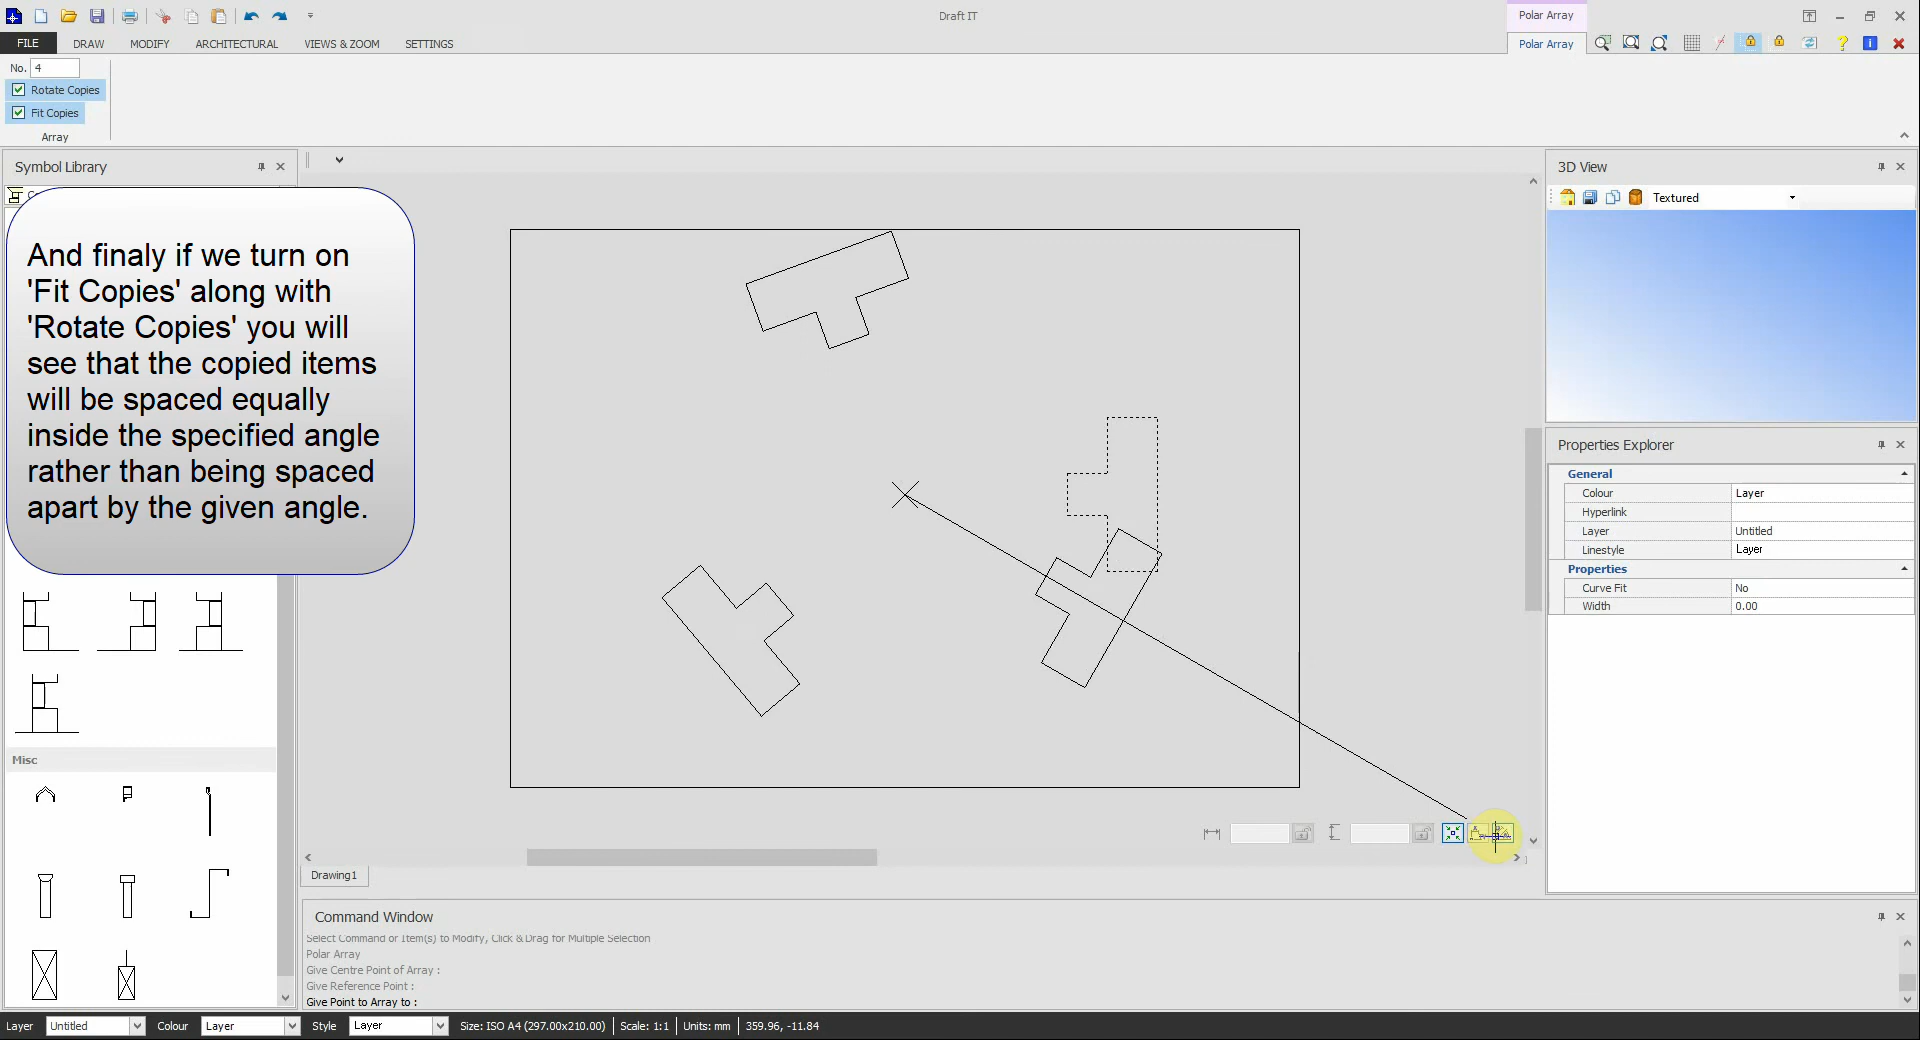 Draft IT
Polar Array
FILE
DRAW
MODIFY
ARCHITECTURAL
VIEWS & ZOOM
SETTINGS
Polar Array
No. 4
Rotate Copies
Fit Copies
Array
Symbol Library
And finaly if we turn on
'Fit Copies' along with
'Rotate Copies' you will
see that the copied items
will be spaced equally
inside the specified angle
rather than being spaced
apart by the given angle.
Misc
3D View
Textured
Properties Explorer
General
Colour Layer
Hyperlink
Layer Untitled
Linestyle Layer
Properties
Curve Fit No
Width 0.00
Drawing1
Command Window
Select Command or Item(s) to Modify, Click & Drag for Multiple Selection
Polar Array
Give Centre Point of Array :
Give Reference Point :
Give Point to Array to :
Layer Untitled Colour Layer Style Layer Size: ISO A4 (297.00x210.00) Scale: 1:1 Units: mm 359.96, -11.84